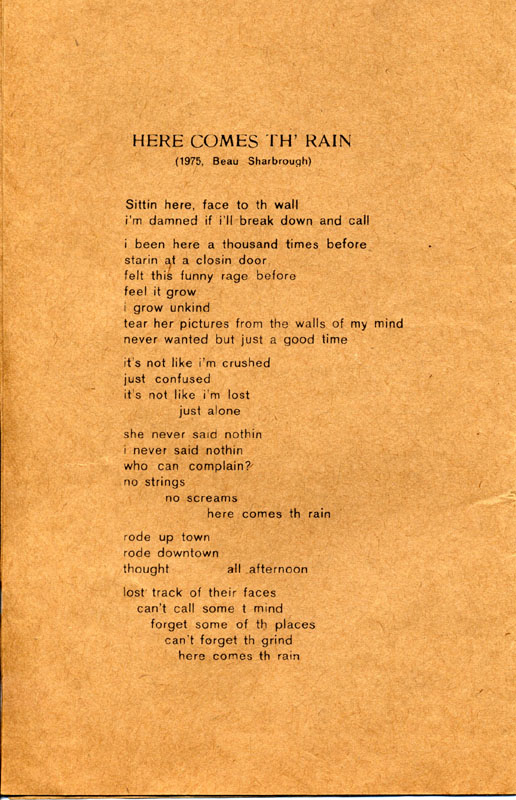 HERE COMES TH' RAIN
(1975, Beau Sharbrough)
Sittin here, face to th wall
i'm damned if i'll break down and call
i been here a thousand times before
starin at a closin door
felt this funny rage before
feel it grow
i grow unkind
tear her pictures from the walls of my mind
never wanted but just a good time
it's not like i'm crushed
just confused
it's not like i'm lost
just alone
she never said nothin
i never said nothin
who can complain?
no strings
no screams
here comes th rain
rode up town
rode downtown
thought all afternoon
lost track of their faces
can't call some t mind
forget some of th places
can't forget th grind
here comes th rain